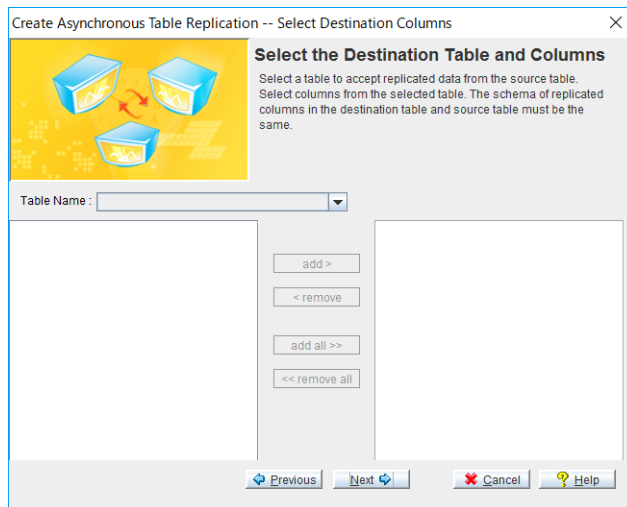 Create Asynchronous Table Replication -- Select Destination Columns
Select the Destination Table and Columns
Select a table to accept replicated data from the source table.
Select columns from the selected table. The schema of replicated
columns in the destination table and source table must be the
same.
Table Name :
add >
< remove
add all >>
<< remove all
Previous
Next
Cancel
Help